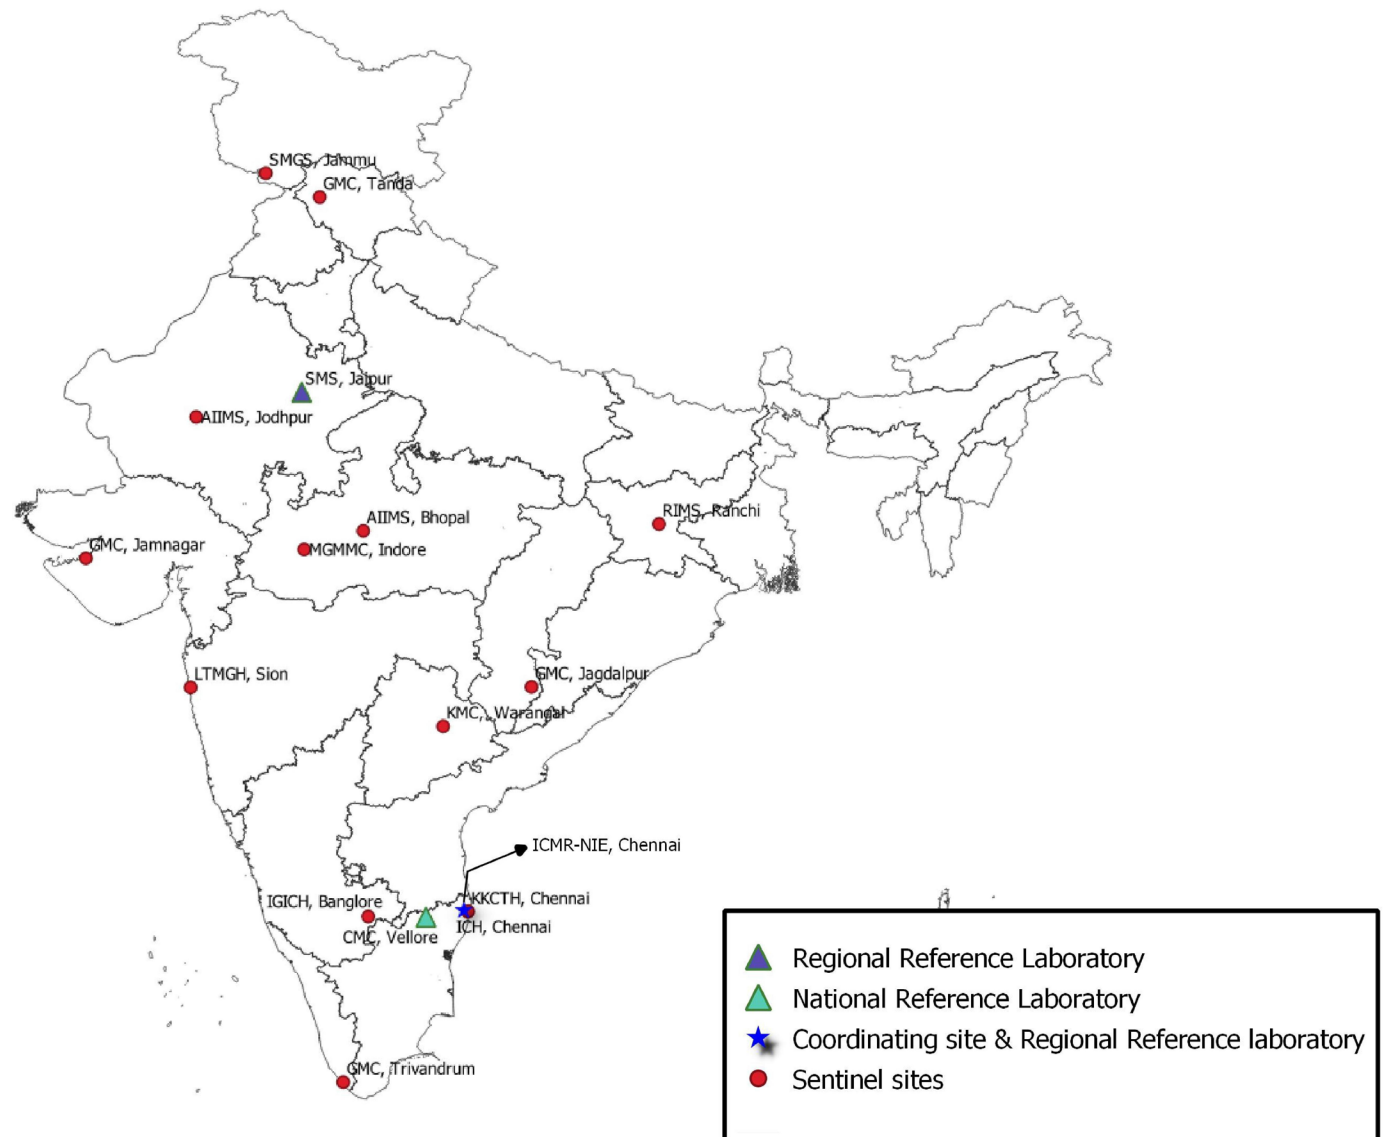 SMGS, Jammu
GMC, Tanda
SMS, Jaipur
AIIMS, Jodhpur
RIMS, Ranchi
AIIMS, Bhopal
GMC, Jamnagar
MGMMC, Indore
LTMGH, Sion
GMC, Jagdalpur
KMC, Warangal
ICMR-NIE, Chennai
IGICH, Banglore
KKCTH, Chennai
ICH, Chennai
CMC, Vellore
GMC, Trivandrum
Regional Reference Laboratory
National Reference Laboratory
Coordinating site & Regional Reference laboratory
Sentinel sites